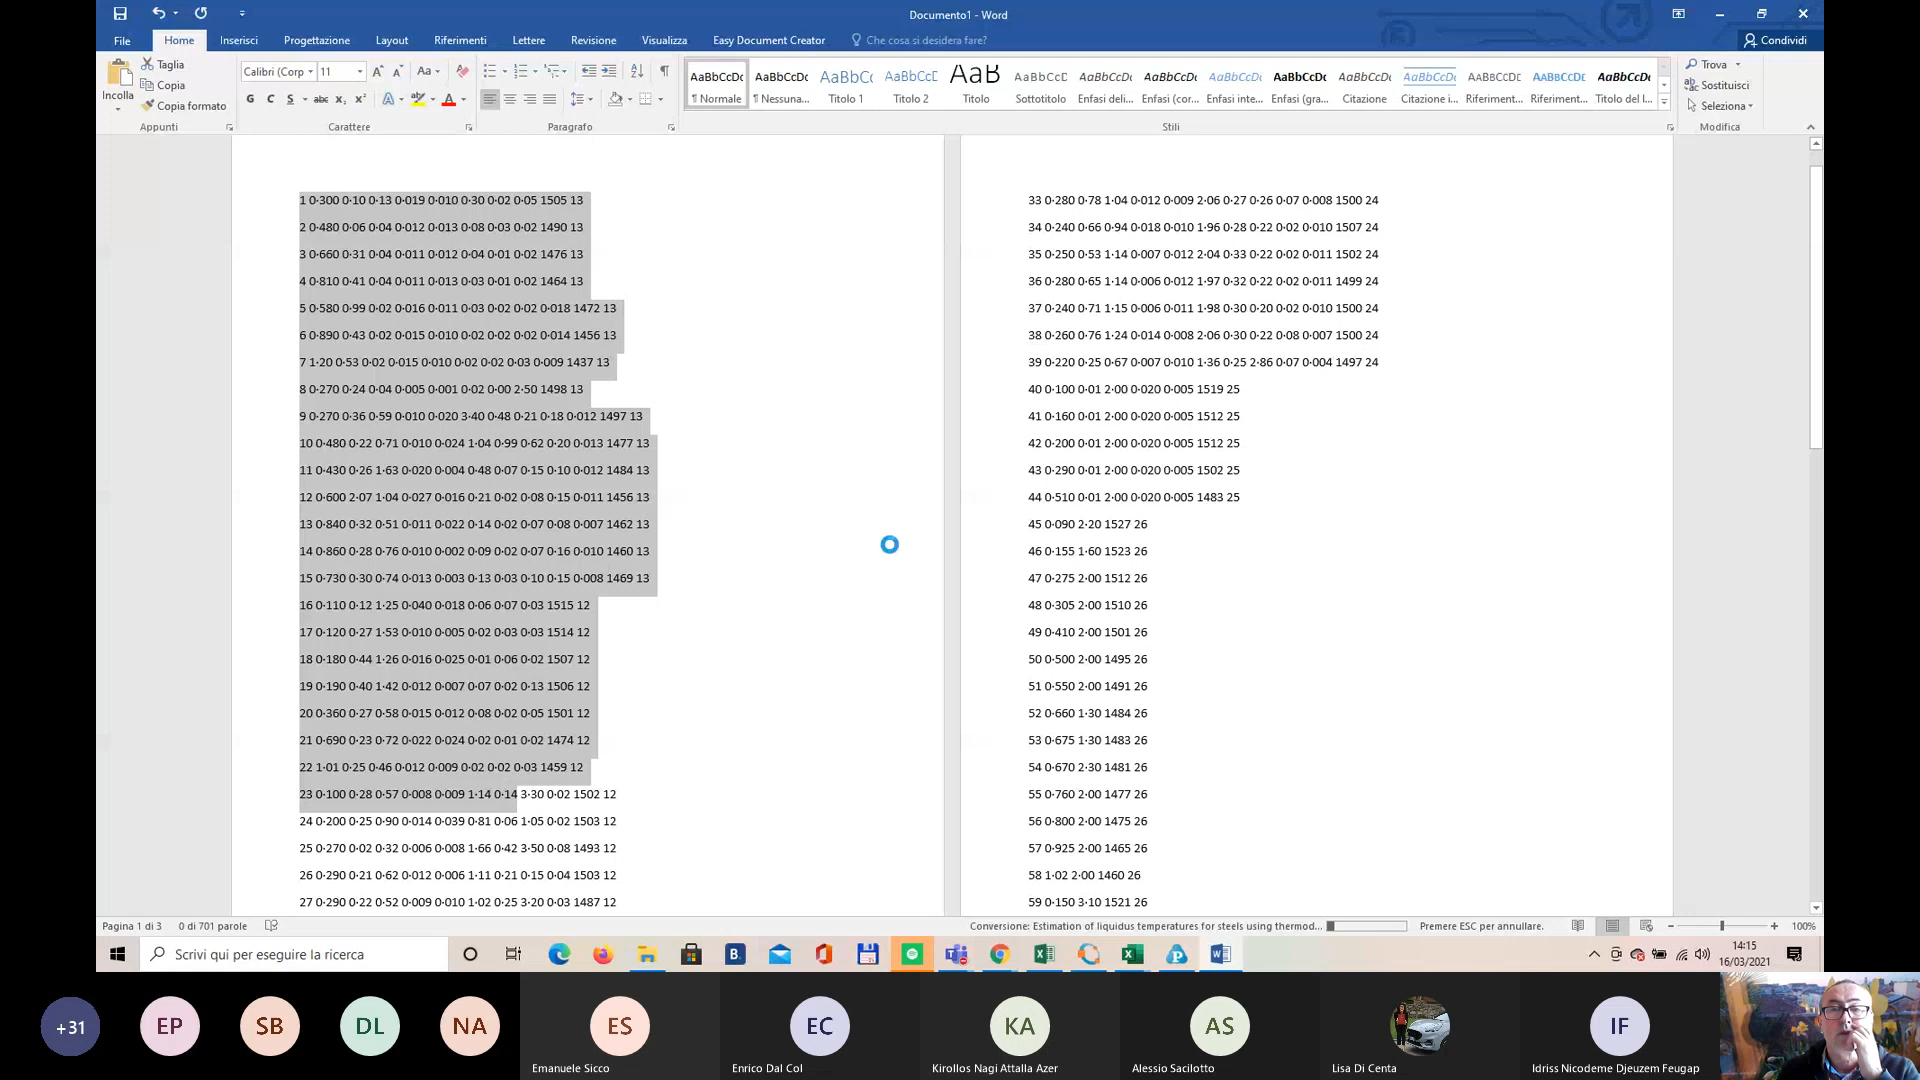 Documento1 - Word
File Home Inserisci Progettazione Layout Riferimenti Lettere Revisione Visualizza Easy Document Creator Che cosa si desidera fare? Condividi
Incolla
Taglia
Copia
Copia formato
Appunti
Calibri (Corp 11
Aa
G C S abc x₂ x²
Carattere
Paragrafo
AaBbCcDc AaBbCcDc AaBbCc AaBbCcD AaB AaBbCcD AaBbCcDc AaBbCcDc AaBbCcDc AaBbCcDc AaBbCcDc AaBbCcDc AABBCCDD AABBCCDD AaBbCcDc
¶ Normale ¶ Nessuna... Titolo 1 Titolo 2 Titolo Sottotitolo Enfasi deli... Enfasi (cor... Enfasi inte... Enfasi (gra... Citazione Citazione i... Riferiment... Riferiment... Titolo del l...
Stili
Trova
Sostituisci
Seleziona
Modifica
1 0·300 0·10 0·13 0·019 0·010 0·30 0·02 0·05 1505 13
2 0·480 0·06 0·04 0·012 0·013 0·08 0·03 0·02 1490 13
3 0·660 0·31 0·04 0·011 0·012 0·04 0·01 0·02 1476 13
4 0·810 0·41 0·04 0·011 0·013 0·03 0·01 0·02 1464 13
5 0·580 0·99 0·02 0·016 0·011 0·03 0·02 0·02 0·018 1472 13
6 0·890 0·43 0·02 0·015 0·010 0·02 0·02 0·02 0·014 1456 13
7 1·20 0·53 0·02 0·015 0·010 0·02 0·02 0·03 0·009 1437 13
8 0·270 0·24 0·04 0·005 0·001 0·02 0·00 2·50 1498 13
9 0·270 0·36 0·59 0·010 0·020 3·40 0·48 0·21 0·18 0·012 1497 13
10 0·480 0·22 0·71 0·010 0·024 1·04 0·99 0·62 0·20 0·013 1477 13
11 0·430 0·26 1·63 0·020 0·004 0·48 0·07 0·15 0·10 0·012 1484 13
12 0·600 2·07 1·04 0·027 0·016 0·21 0·02 0·08 0·15 0·011 1456 13
13 0·840 0·32 0·51 0·011 0·022 0·14 0·02 0·07 0·08 0·007 1462 13
14 0·860 0·28 0·76 0·010 0·002 0·09 0·02 0·07 0·16 0·010 1460 13
15 0·730 0·30 0·74 0·013 0·003 0·13 0·03 0·10 0·15 0·008 1469 13
16 0·110 0·12 1·25 0·040 0·018 0·06 0·07 0·03 1515 12
17 0·120 0·27 1·53 0·010 0·005 0·02 0·03 0·03 1514 12
18 0·180 0·44 1·26 0·016 0·025 0·01 0·06 0·02 1507 12
19 0·190 0·40 1·42 0·012 0·007 0·07 0·02 0·13 1506 12
20 0·360 0·27 0·58 0·015 0·012 0·08 0·02 0·05 1501 12
21 0·690 0·23 0·72 0·022 0·024 0·02 0·01 0·02 1474 12
22 1·01 0·25 0·46 0·012 0·009 0·02 0·02 0·03 1459 12
23 0·100 0·28 0·57 0·008 0·009 1·14 0·14 3·30 0·02 1502 12
24 0·200 0·25 0·90 0·014 0·039 0·81 0·06 1·05 0·02 1503 12
25 0·270 0·02 0·32 0·006 0·008 1·66 0·42 3·50 0·08 1493 12
26 0·290 0·21 0·62 0·012 0·006 1·11 0·21 0·15 0·04 1503 12
27 0·290 0·22 0·52 0·009 0·010 1·02 0·25 3·20 0·03 1487 12
33 0·280 0·78 1·04 0·012 0·009 2·06 0·27 0·26 0·07 0·008 1500 24
34 0·240 0·66 0·94 0·018 0·010 1·96 0·28 0·22 0·02 0·010 1507 24
35 0·250 0·53 1·14 0·007 0·012 2·04 0·33 0·22 0·02 0·011 1502 24
36 0·280 0·65 1·14 0·006 0·012 1·97 0·32 0·22 0·02 0·011 1499 24
37 0·240 0·71 1·15 0·006 0·011 1·98 0·30 0·20 0·02 0·010 1500 24
38 0·260 0·76 1·24 0·014 0·008 2·06 0·30 0·22 0·08 0·007 1500 24
39 0·220 0·25 0·67 0·007 0·010 1·36 0·25 2·86 0·07 0·004 1497 24
40 0·100 0·01 2·00 0·020 0·005 1519 25
41 0·160 0·01 2·00 0·020 0·005 1512 25
42 0·200 0·01 2·00 0·020 0·005 1512 25
43 0·290 0·01 2·00 0·020 0·005 1502 25
44 0·510 0·01 2·00 0·020 0·005 1483 25
45 0·090 2·20 1527 26
46 0·155 1·60 1523 26
47 0·275 2·00 1512 26
48 0·305 2·00 1510 26
49 0·410 2·00 1501 26
50 0·500 2·00 1495 26
51 0·550 2·00 1491 26
52 0·660 1·30 1484 26
53 0·675 1·30 1483 26
54 0·670 2·30 1481 26
55 0·760 2·00 1477 26
56 0·800 2·00 1475 26
57 0·925 2·00 1465 26
58 1·02 2·00 1460 26
59 0·150 3·10 1521 26
Pagina 1 di 3 0 di 701 parole Conversione: Estimation of liquidus temperatures for steels using thermod... Premere ESC per annullare. 100%
Scrivi qui per eseguire la ricerca
14:15
16/03/2021
+31 EP SB DL NA ES EC KA AS IF
Emanuele Sicco Enrico Dal Col Kirollos Nagi Attalla Azer Alessio Sacilotto Lisa Di Centa Idriss Nicodeme Djeuzem Feugap